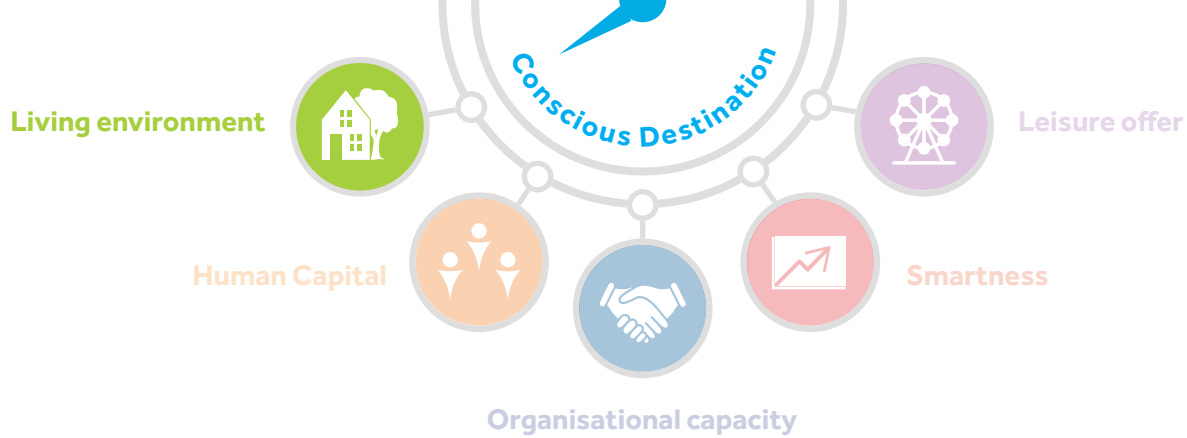 Conscious Destination
Living environment
Leisure offer
Human Capital
Smartness
Organisational capacity